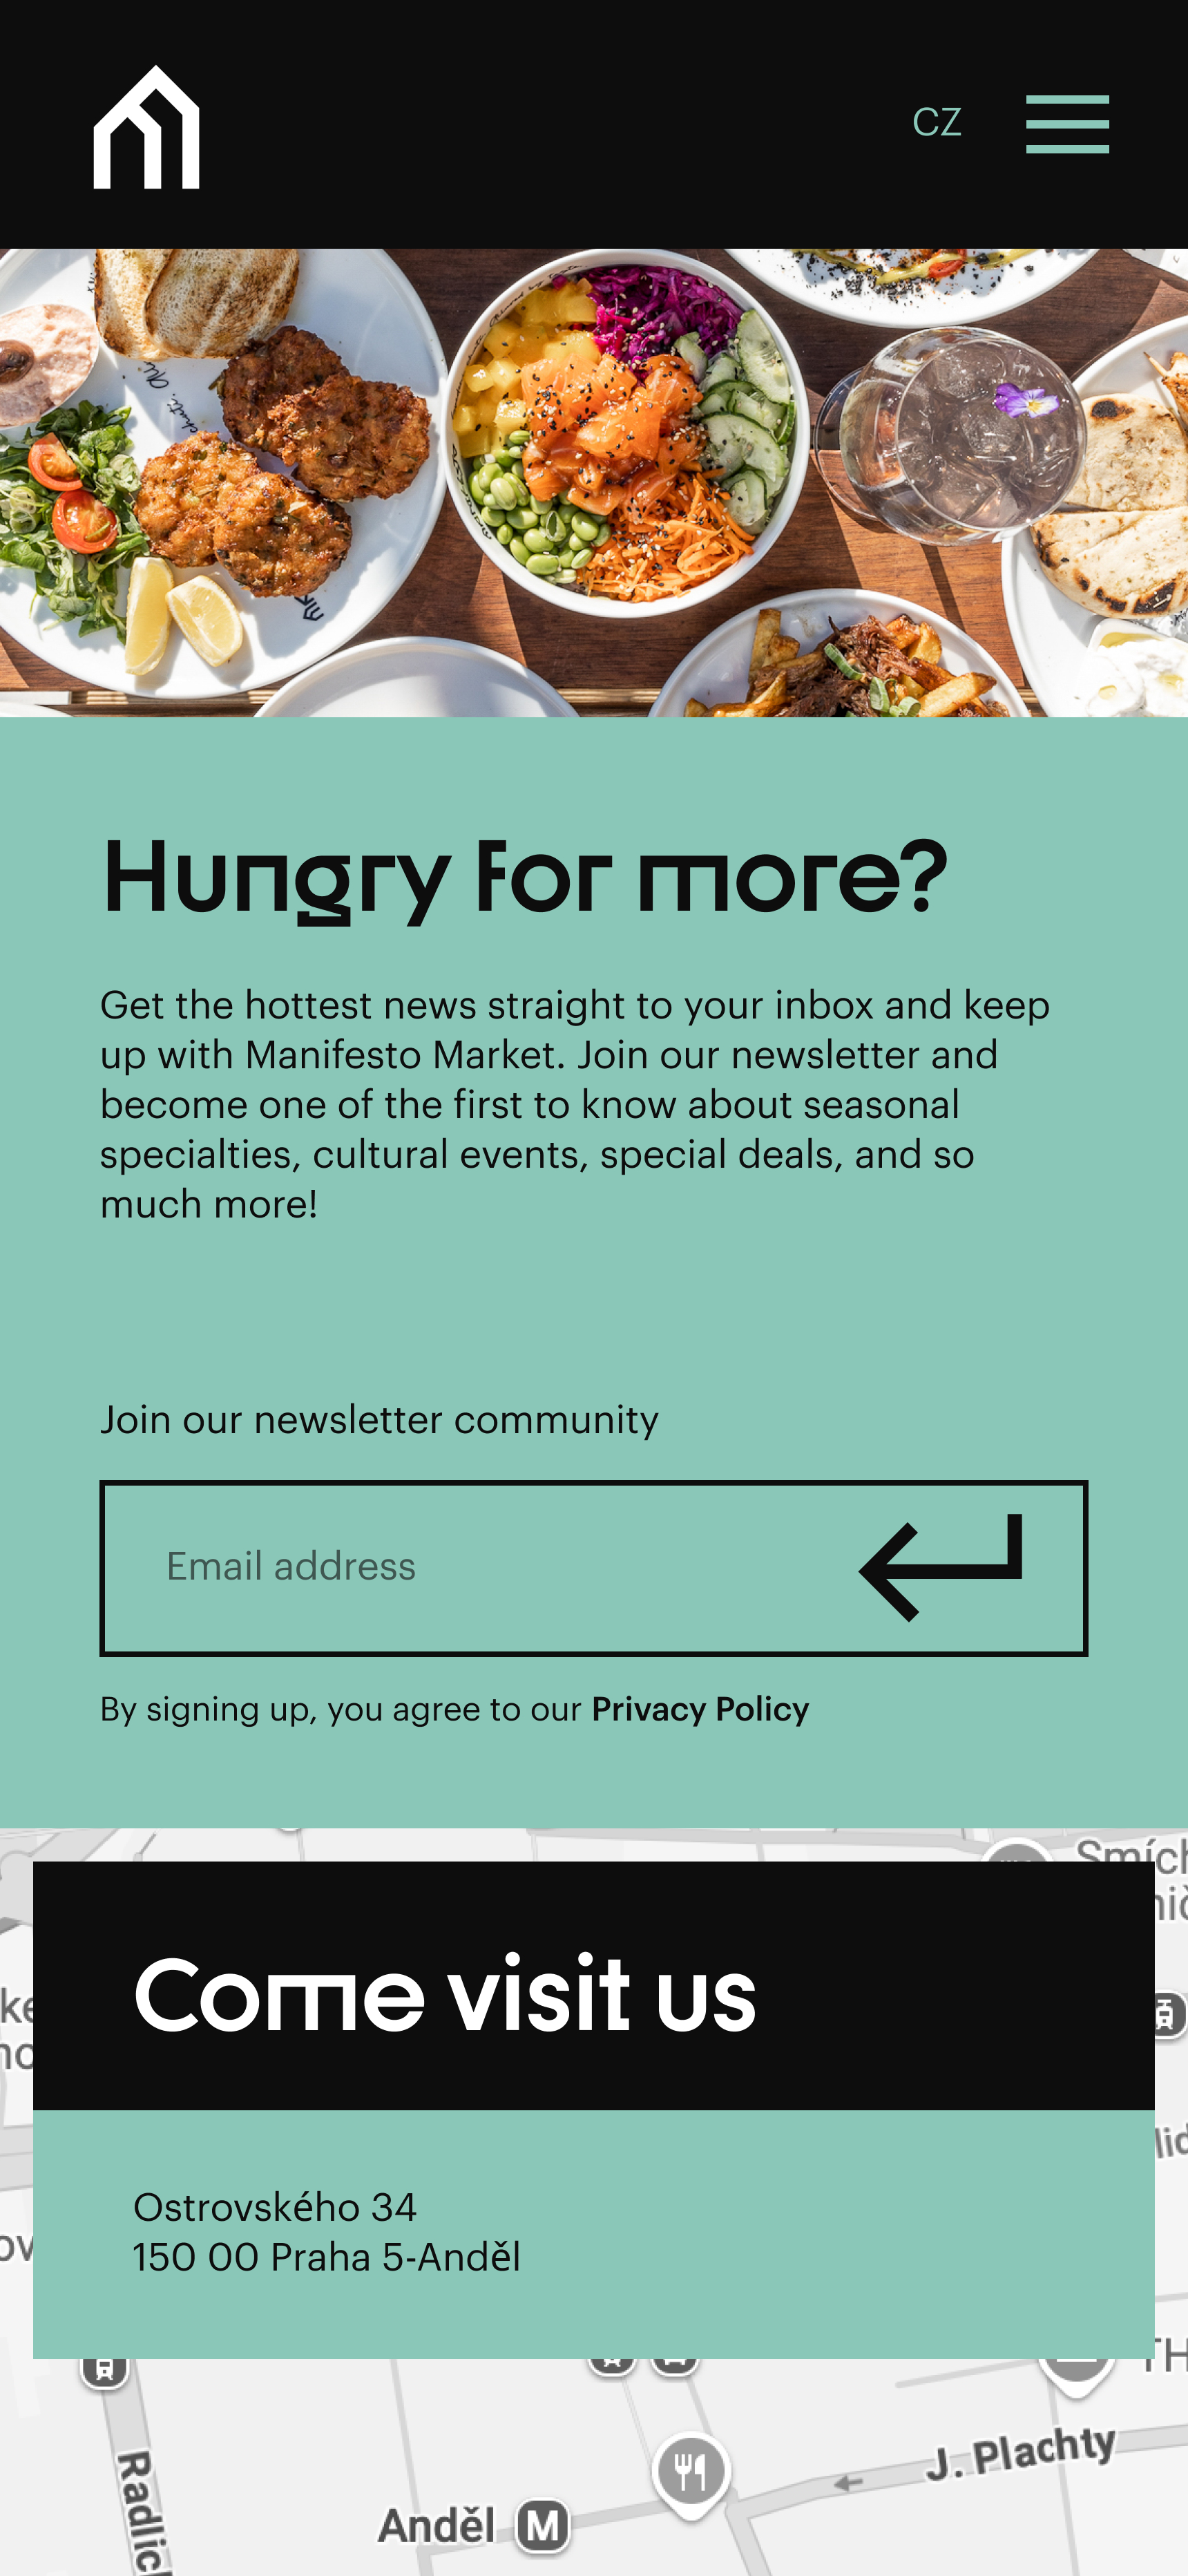 CZ
Hungry for more?
Get the hottest news straight to your inbox and keep
up with Manifesto Market. Join our newsletter and
become one of the first to know about seasonal
specialties, cultural events, special deals, and so
much more!
Join our newsletter community
Email address
By signing up, you agree to our Privacy Policy
Come visit us
Ostrovského 34
150 00 Praha 5-Anděl
J. Plachty
Anděl M